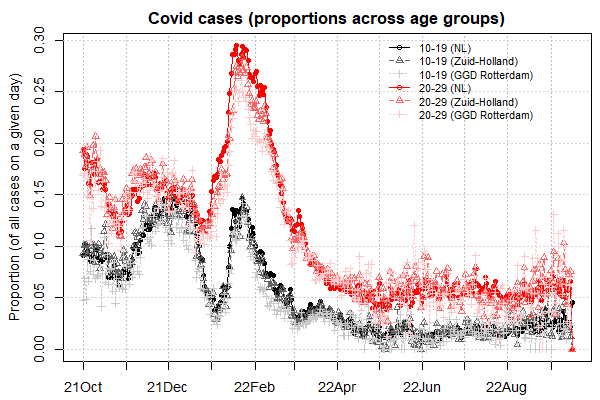 Covid cases (proportions across age groups)
Proportion (of all cases on a given day)
0.30
0.25
0.20
0.15
0.10
0.05
0.00
10-19 (NL)
10-19 (Zuid-Holland)
10-19 (GGD Rotterdam)
20-29 (NL)
20-29 (Zuid-Holland)
20-29 (GGD Rotterdam)
21Oct 21Dec 22Feb 22Apr 22Jun 22Aug